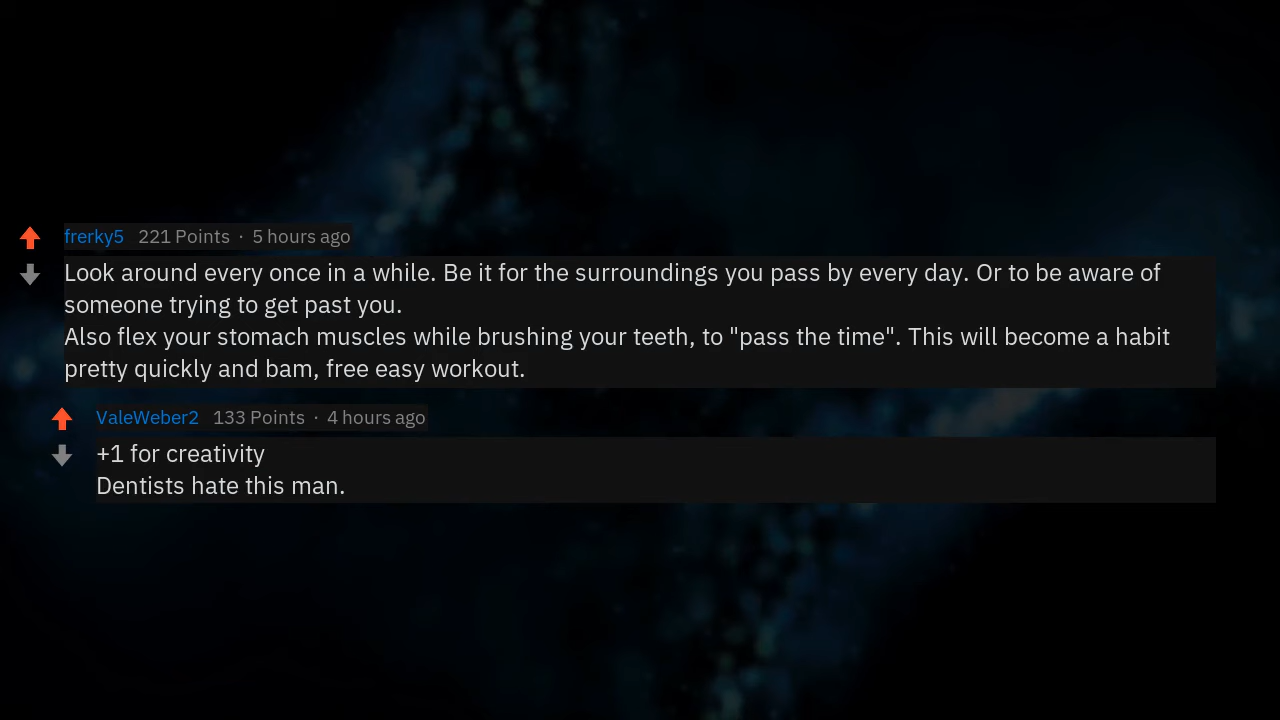 frerky5 221 Points · 5 hours ago
Look around every once in a while. Be it for the surroundings you pass by every day. Or to be aware of
someone trying to get past you.
Also flex your stomach muscles while brushing your teeth, to "pass the time". This will become a habit
pretty quickly and bam, free easy workout.
ValeWeber2 133 Points · 4 hours ago
+1 for creativity
Dentists hate this man.